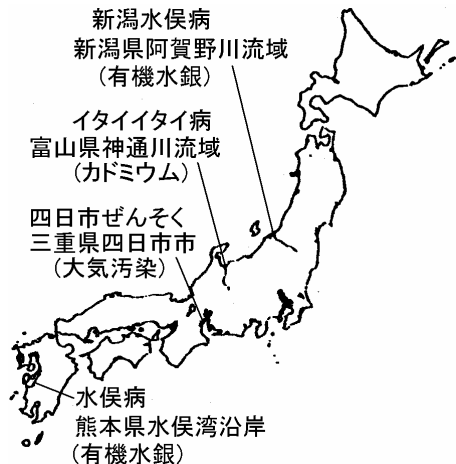 新潟水俣病
新潟県阿賀野川流域
(有機水銀)
イタイイタイ病
富山県神通川流域
(カドミウム)
四日市ぜんそく
三重県四日市市
(大気汚染)
水俣病
熊本県水俣湾沿岸
(有機水銀)